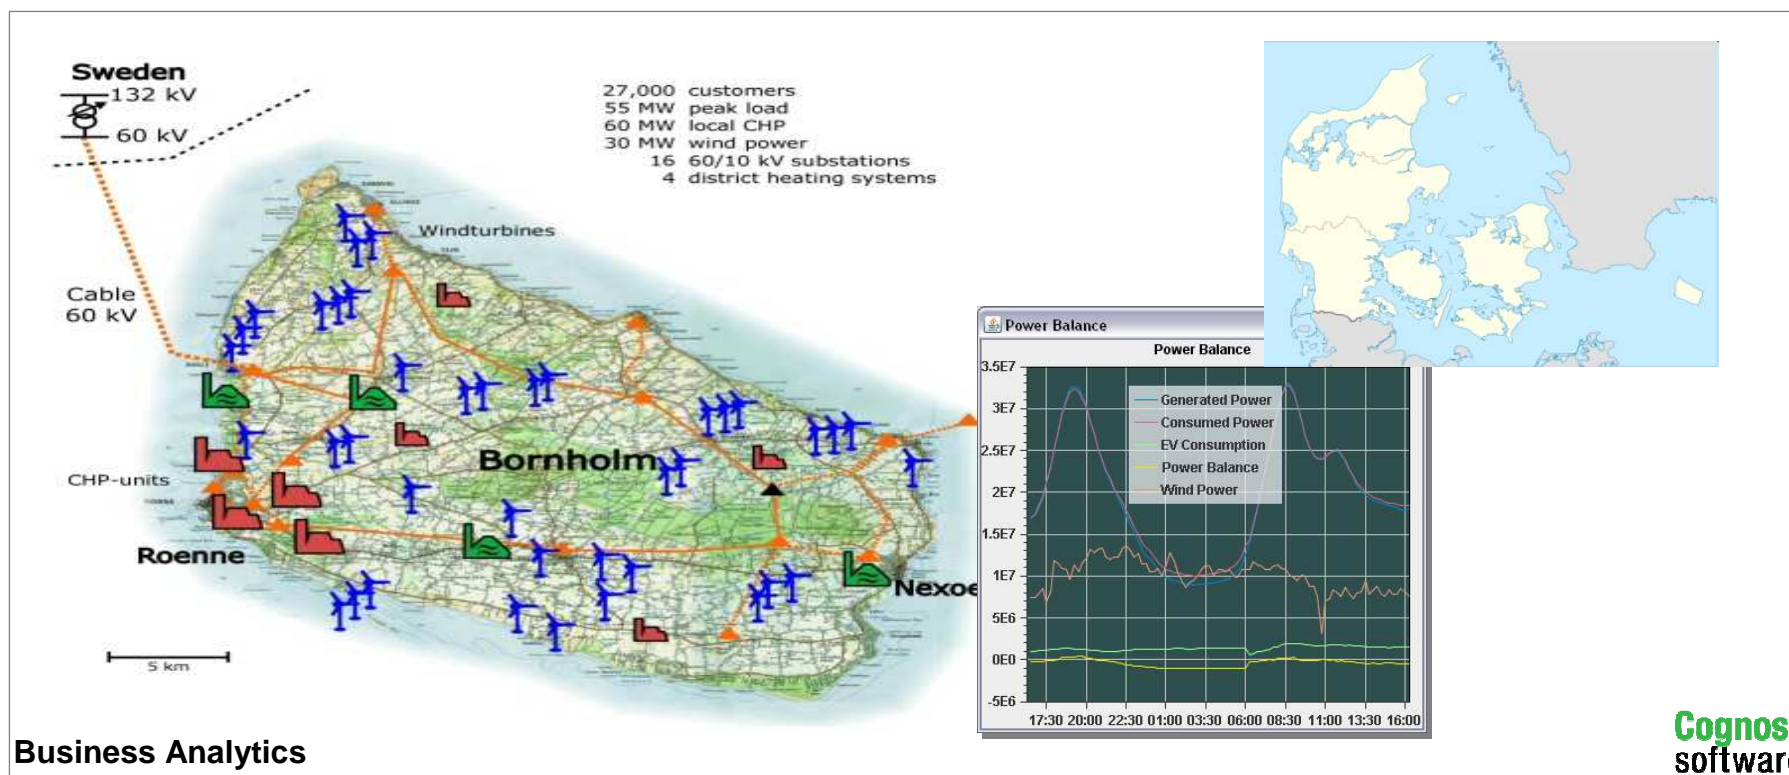 Sweden
132 kV
60 kV
27,000 customers
55 MW peak load
60 MW local CHP
30 MW wind power
16 60/10 kV substations
4 district heating systems
Windturbines
Cable
60 kV
Bornholm
CHP-units
Roenne
Nexoe
5 km
Power Balance
Power Balance
3.5E7
3E7
2.5E7
2E7
1.5E7
1E7
5E6
0E0
-5E6
Generated Power
Consumed Power
EV Consumption
Power Balance
Wind Power
17:30 20:00 22:30 01:00 03:30 06:00 08:30 11:00 13:30 16:00
Business Analytics
Cognos
softwar